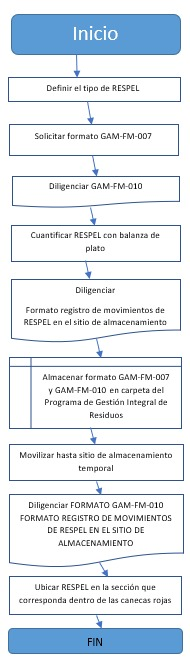 Inicio
Definir el tipo de RESPEL
Solicitar formato GAM-FM-007
Diligenciar GAM-FM-010
Cuantificar RESPEL con balanza de
plato
Diligenciar
Formato registro de movimientos de
RESPEL en el sitio de almacenamiento
Almacenar formato GAM-FM-007
y GAM-FM-010 en carpeta del
Programa de Gestión Integral de
Residuos
Movilizar hasta sitio de almacenamiento
temporal
Diligenciar FORMATO GAM-FM-010
FORMATO REGISTRO DE MOVIMIENTOS
DE RESPEL EN EL SITIO DE
ALMACENAMIENTO
Ubicar RESPEL en la sección que
corresponda dentro de las canecas rojas
FIN